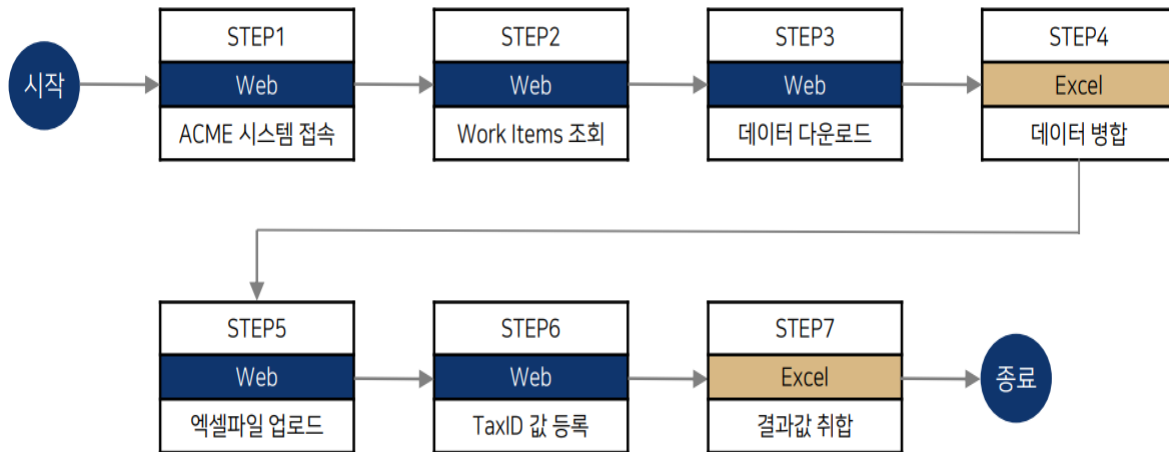 시작
STEP1
Web
ACME 시스템 접속
STEP2
Web
Work Items 조회
STEP3
Web
데이터 다운로드
STEP4
Excel
데이터 병합
STEP5
Web
엑셀파일 업로드
STEP6
Web
TaxID 값 등록
STEP7
Excel
결과값 취합
종료